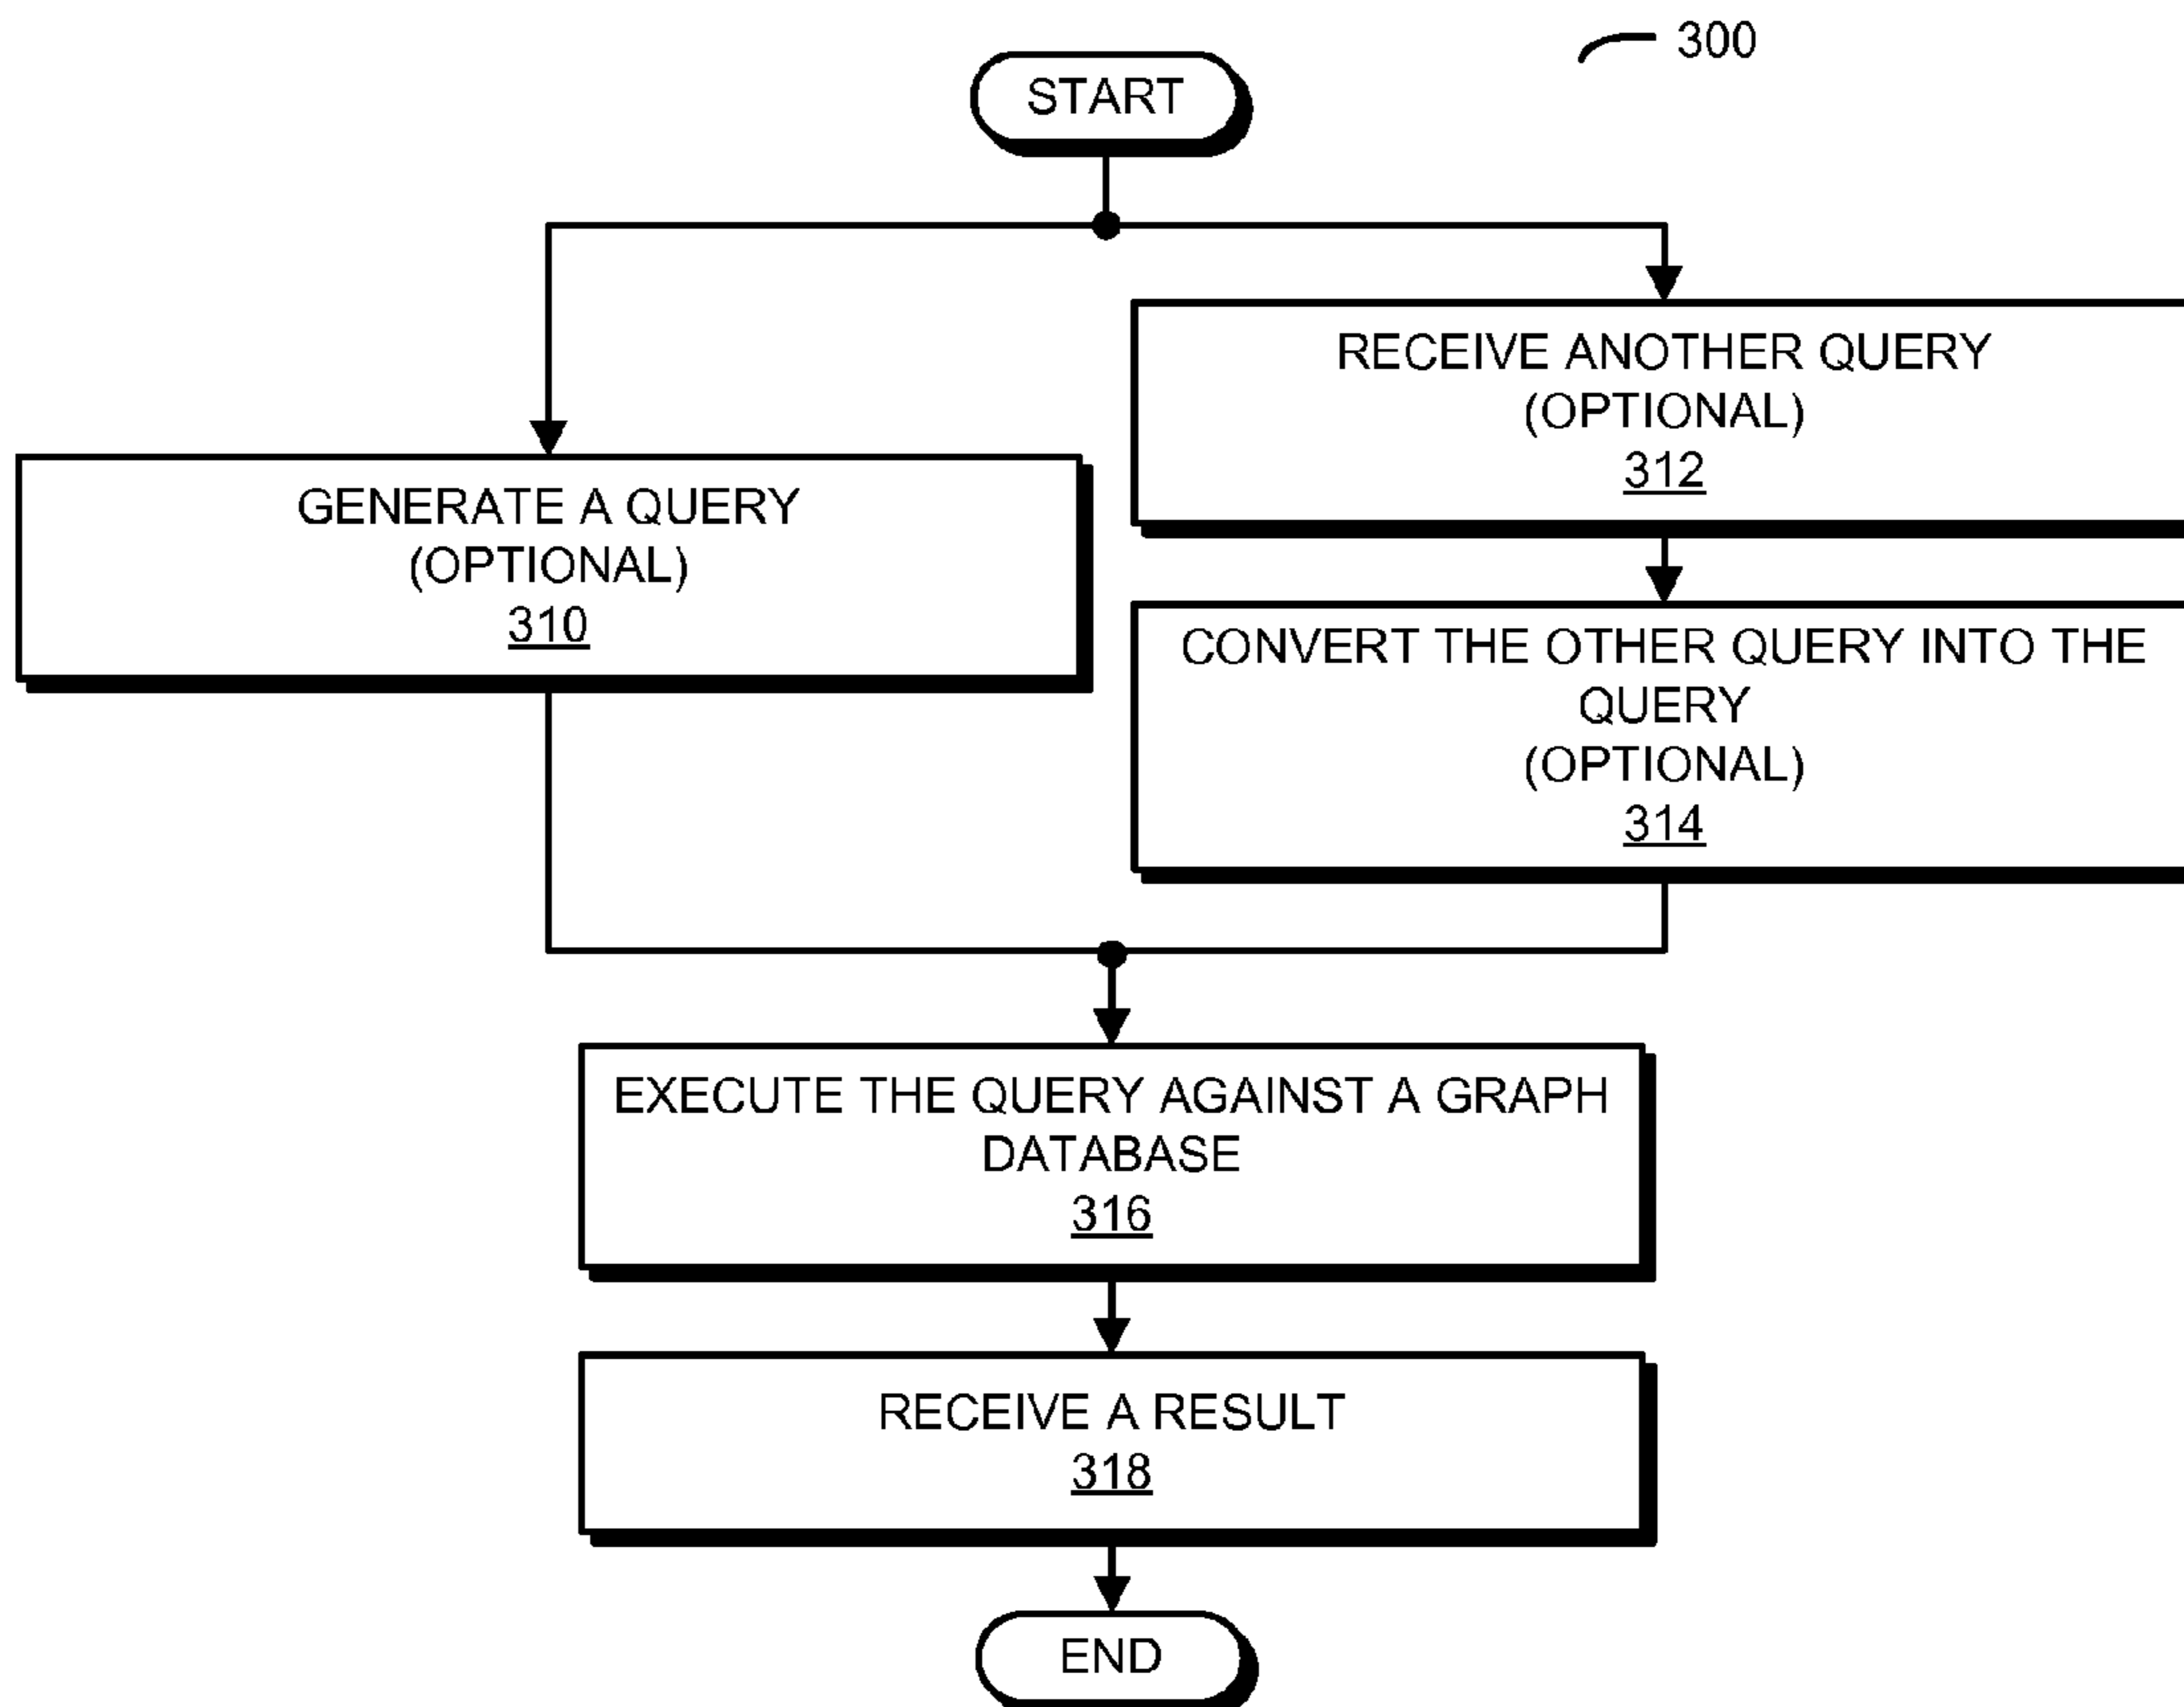 300
START
RECEIVE ANOTHER QUERY
(OPTIONAL)
312
GENERATE A QUERY
(OPTIONAL)
310
CONVERT THE OTHER QUERY INTO THE
QUERY
(OPTIONAL)
314
EXECUTE THE QUERY AGAINST A GRAPH
DATABASE
316
RECEIVE A RESULT
318
END